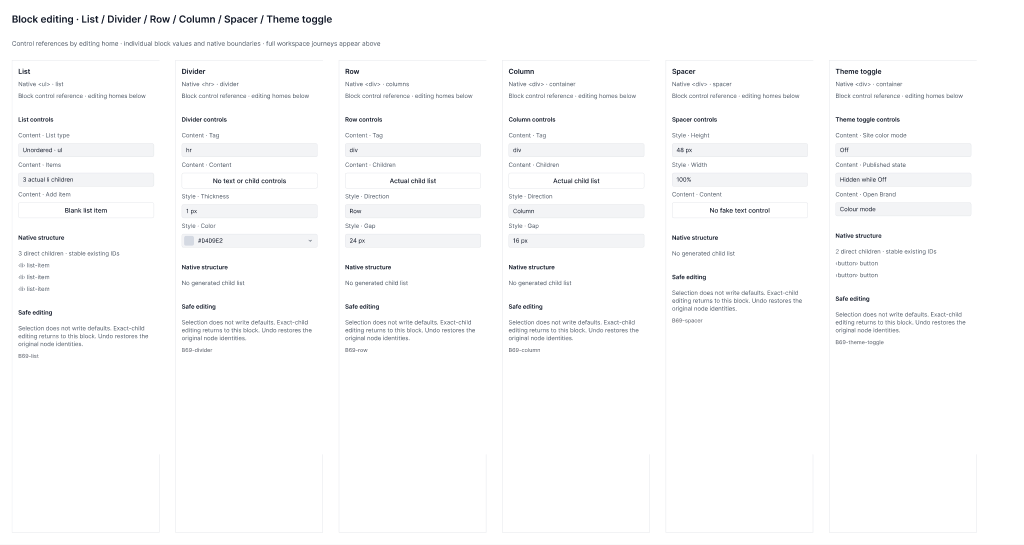 Block editing · List / Divider / Row / Column / Spacer / Theme toggle
Control references by editing home · individual block values and native boundaries · full workspace journeys appear above
List
Native <ul> · list
Block control reference · editing homes below
List controls
Content · List type
Unordered · ul
Content · Items
3 actual li children
Content · Add item
Blank list item
Native structure
3 direct children · stable existing IDs
<li> list-item
<li> list-item
<li> list-item
Safe editing
Selection does not write defaults. Exact-child
editing returns to this block. Undo restores the
original node identities.
B69-list
Divider
Native <hr> · divider
Block control reference · editing homes below
Divider controls
Content · Tag
hr
Content · Content
No text or child controls
Style · Thickness
1 px
Style · Color
#D4D9E2
Native structure
No generated child list
Safe editing
Selection does not write defaults. Exact-child
editing returns to this block. Undo restores the
original node identities.
B69-divider
Row
Native <div> · columns
Block control reference · editing homes below
Row controls
Content · Tag
div
Content · Children
Actual child list
Style · Direction
Row
Style · Gap
24 px
Native structure
No generated child list
Safe editing
Selection does not write defaults. Exact-child
editing returns to this block. Undo restores the
original node identities.
B69-row
Column
Native <div> · container
Block control reference · editing homes below
Column controls
Content · Tag
div
Content · Children
Actual child list
Style · Direction
Column
Style · Gap
16 px
Native structure
No generated child list
Safe editing
Selection does not write defaults. Exact-child
editing returns to this block. Undo restores the
original node identities.
B69-column
Spacer
Native <div> · spacer
Block control reference · editing homes below
Spacer controls
Style · Height
48 px
Style · Width
100%
Content · Content
No fake text control
Native structure
No generated child list
Safe editing
Selection does not write defaults. Exact-child
editing returns to this block. Undo restores the
original node identities.
B69-spacer
Theme toggle
Native <div> · container
Block control reference · editing homes below
Theme toggle controls
Content · Site color mode
Off
Content · Published state
Hidden while Off
Content · Open Brand
Colour mode
Native structure
2 direct children · stable existing IDs
<button> button
<button> button
Safe editing
Selection does not write defaults. Exact-child
editing returns to this block. Undo restores the
original node identities.
B69-theme-toggle